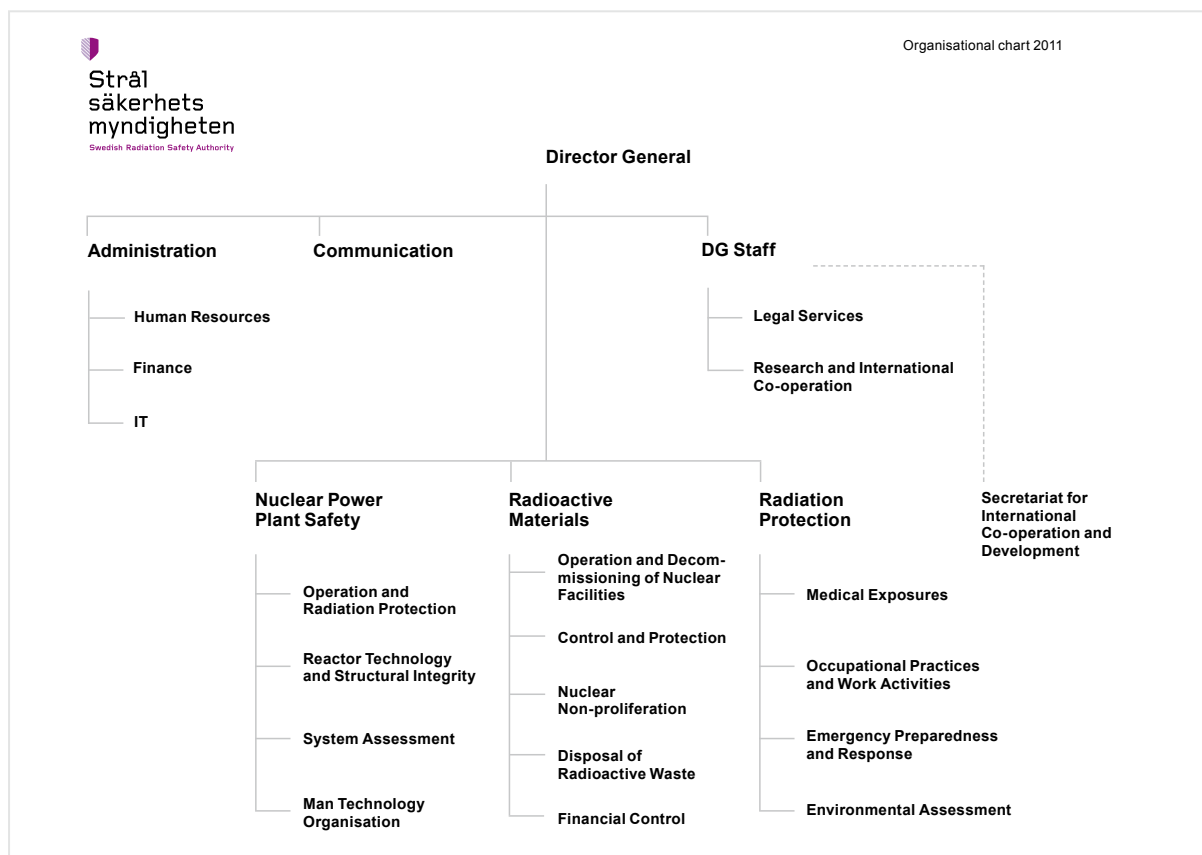 Organisational chart 2011
Strål
säkerhets
myndigheten
Swedish Radiation Safety Authority
Director General
Administration
Communication
DG Staff
Human Resources
Finance
IT
Legal Services
Research and International
Co-operation
Nuclear Power
Plant Safety
Radioactive
Materials
Radiation
Protection
Secretariat for
International
Co-operation and
Development
Operation and
Radiation Protection
Reactor Technology
and Structural Integrity
System Assessment
Man Technology
Organisation
Operation and Decom-
missioning of Nuclear
Facilities
Control and Protection
Nuclear
Non-proliferation
Disposal of
Radioactive Waste
Financial Control
Medical Exposures
Occupational Practices
and Work Activities
Emergency Preparedness
and Response
Environmental Assessment